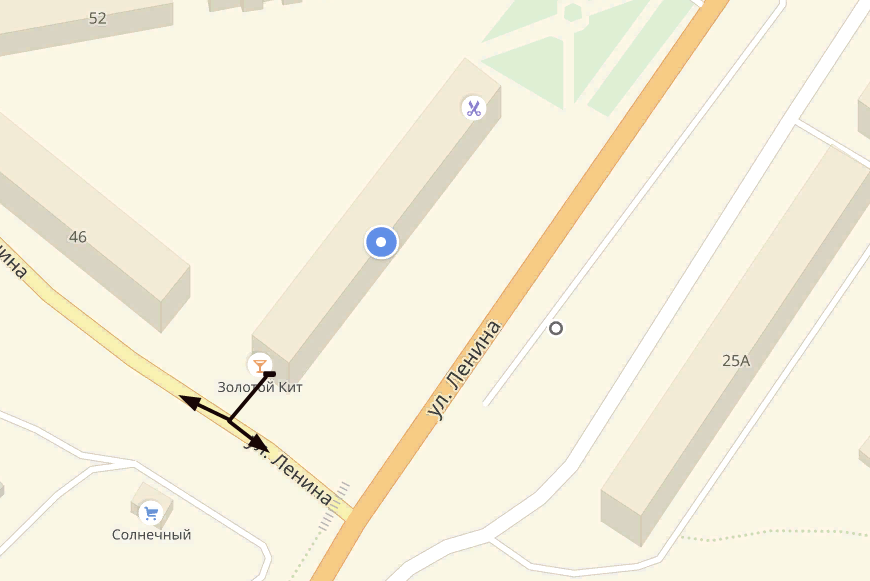 52
46
ул. Ленина
25А
Золотой Кит
ул. Ленина
Солнечный